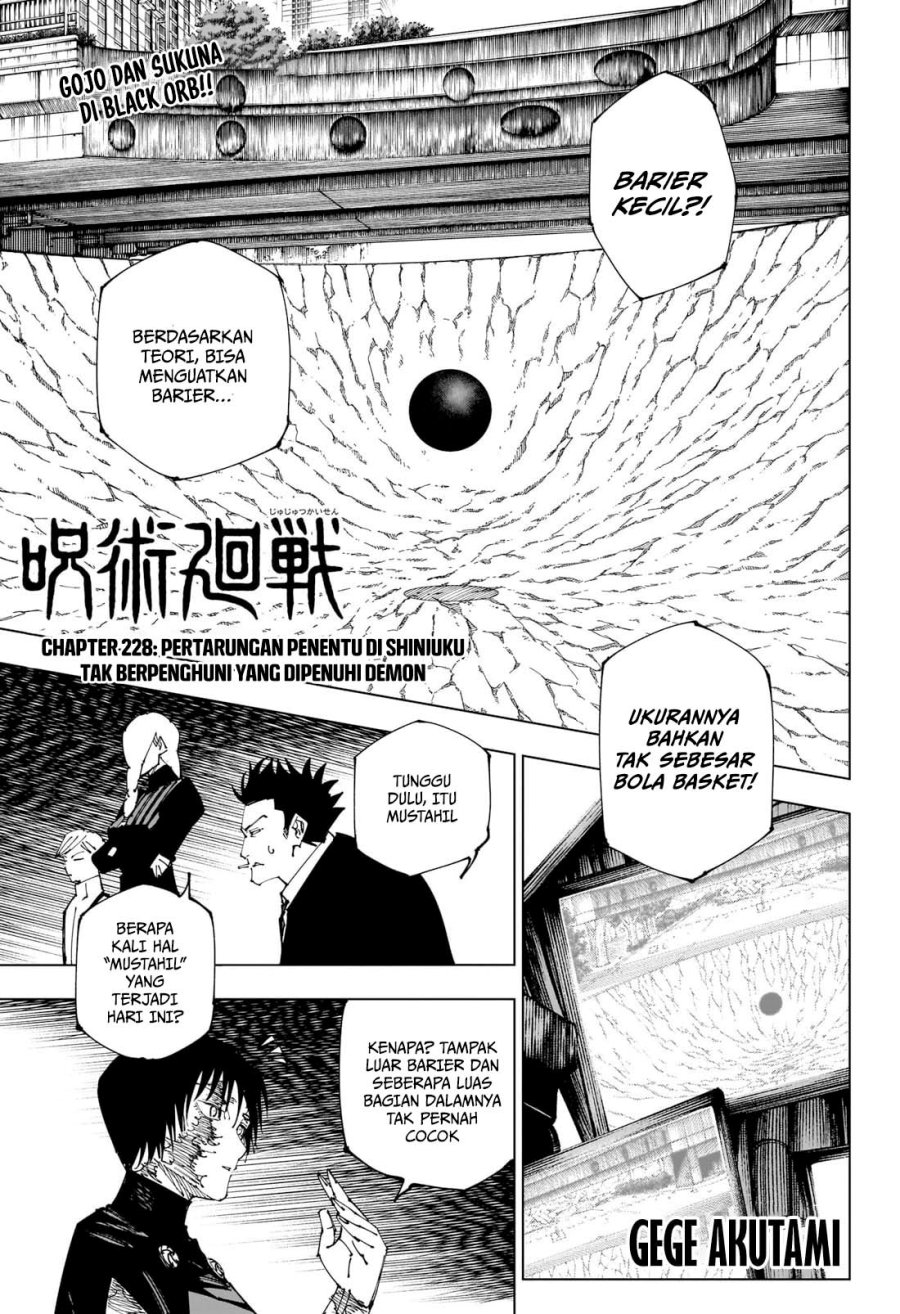 GOJO DAN SUKUNA
DI BLACK ORB!!
BARIER
KECIL?!
BERDASARKAN
TEORI, BISA
MENGUATKAN
BARIER...
じゅじゅつかいせん
呪術廻戦
CHAPTER 228: PERTARUNGAN PENENTU DI SHINJUKU
TAK BERPENGHUNI YANG DIPENUHI DEMON
UKURANNYA
BAHKAN
TAK SEBESAR
BOLA BASKET!
TUNGGU
DULU, ITU
MUSTAHIL
BERAPA
KALI HAL
"MUSTAHIL"
YANG
TERJADI
HARI INI?
KENAPA? TAMPAK
LUAR BARIER DAN
SEBERAPA LUAS
BAGIAN DALAMNYA
TAK PERNAH
COCOK
GEGE AKUTAMI